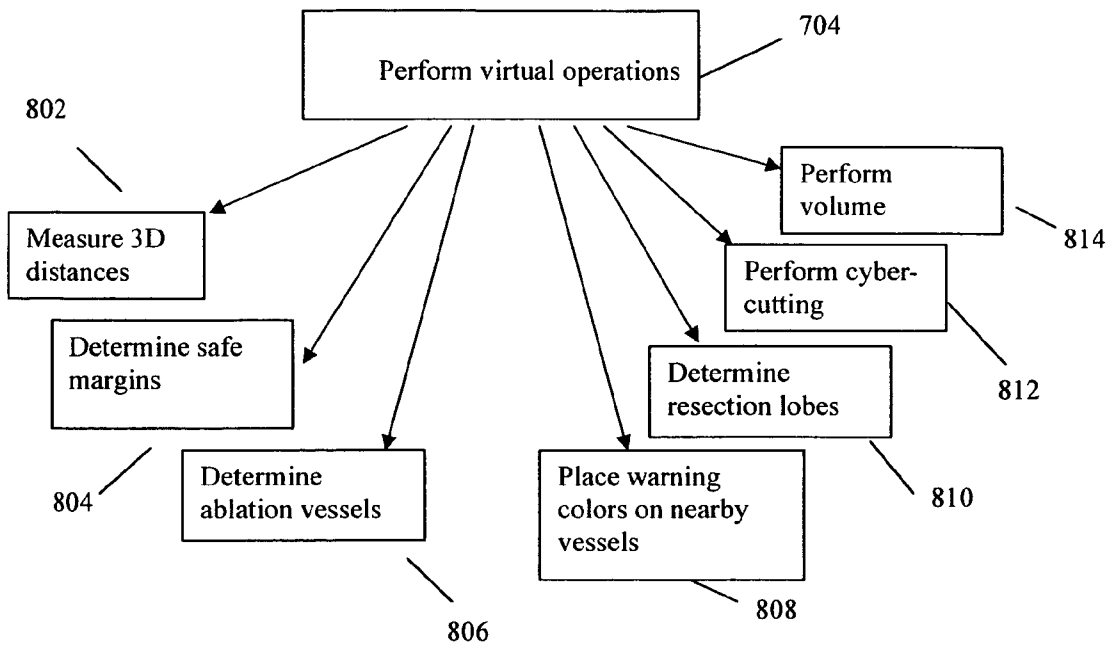 704
Perform virtual operations
802
Perform
volume
814
Measure 3D
distances
Perform cyber-
cutting
812
Determine safe
margins
804
Determine
resection lobes
810
Determine
ablation vessels
806
Place warning
colors on nearby
vessels
808